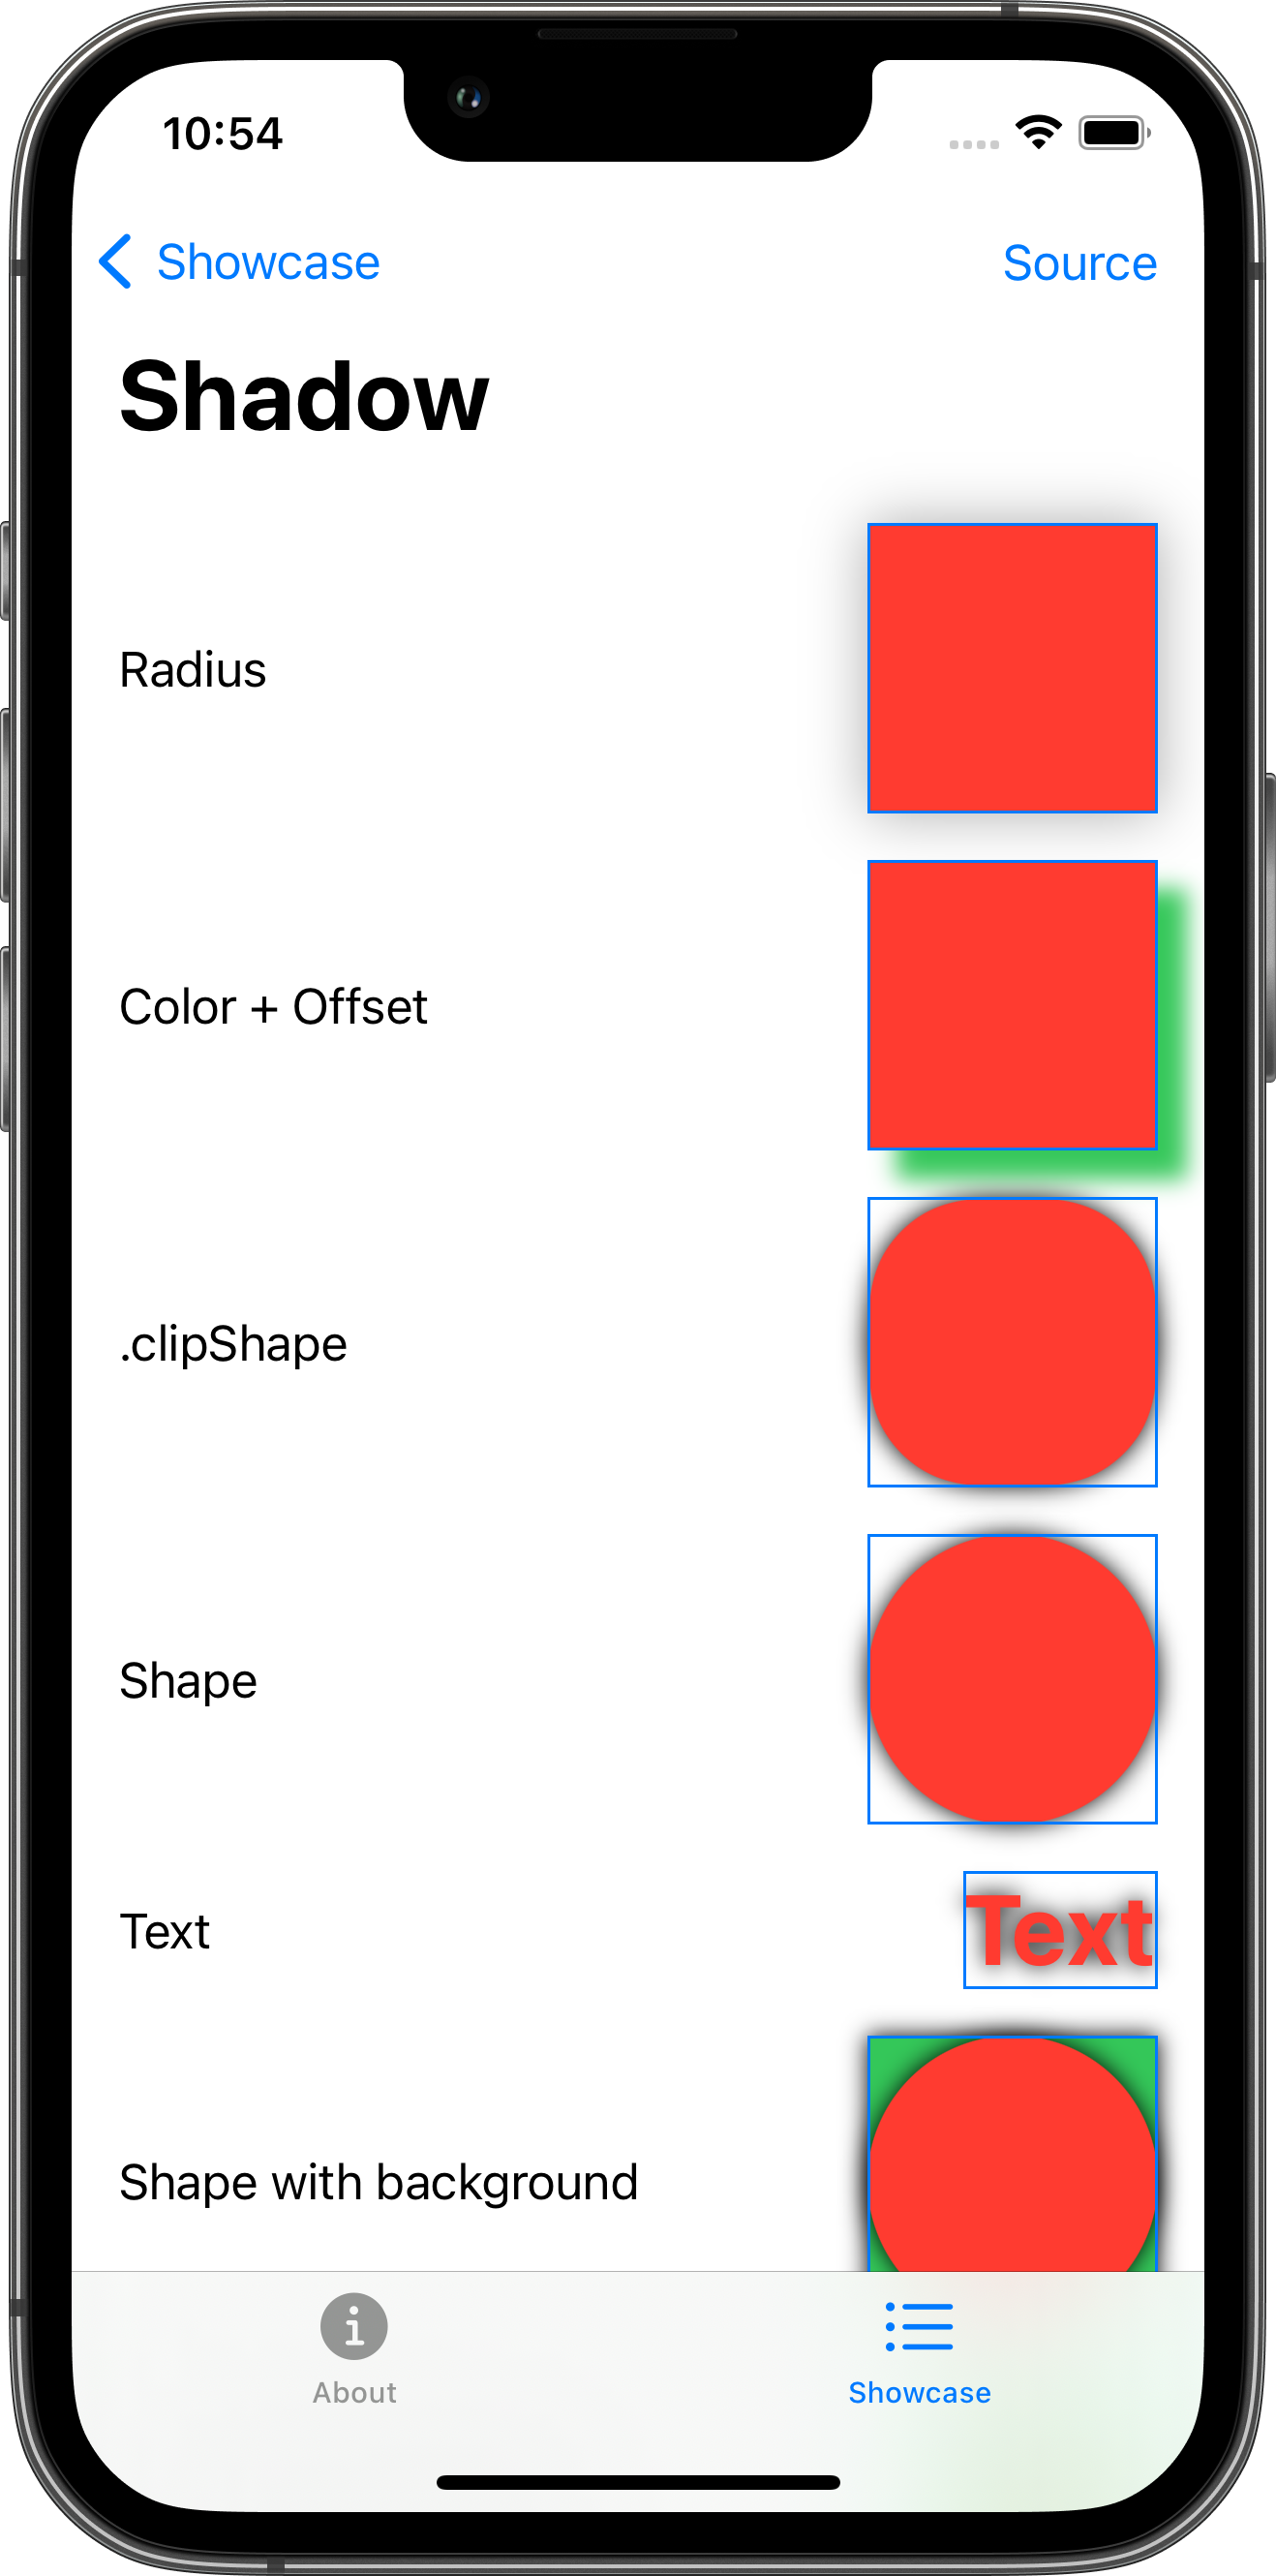 10:54
Showcase
Source
Shadow
Radius
Color + Offset
.clipShape
Shape
Text
Text
Shape with background
About
Showcase